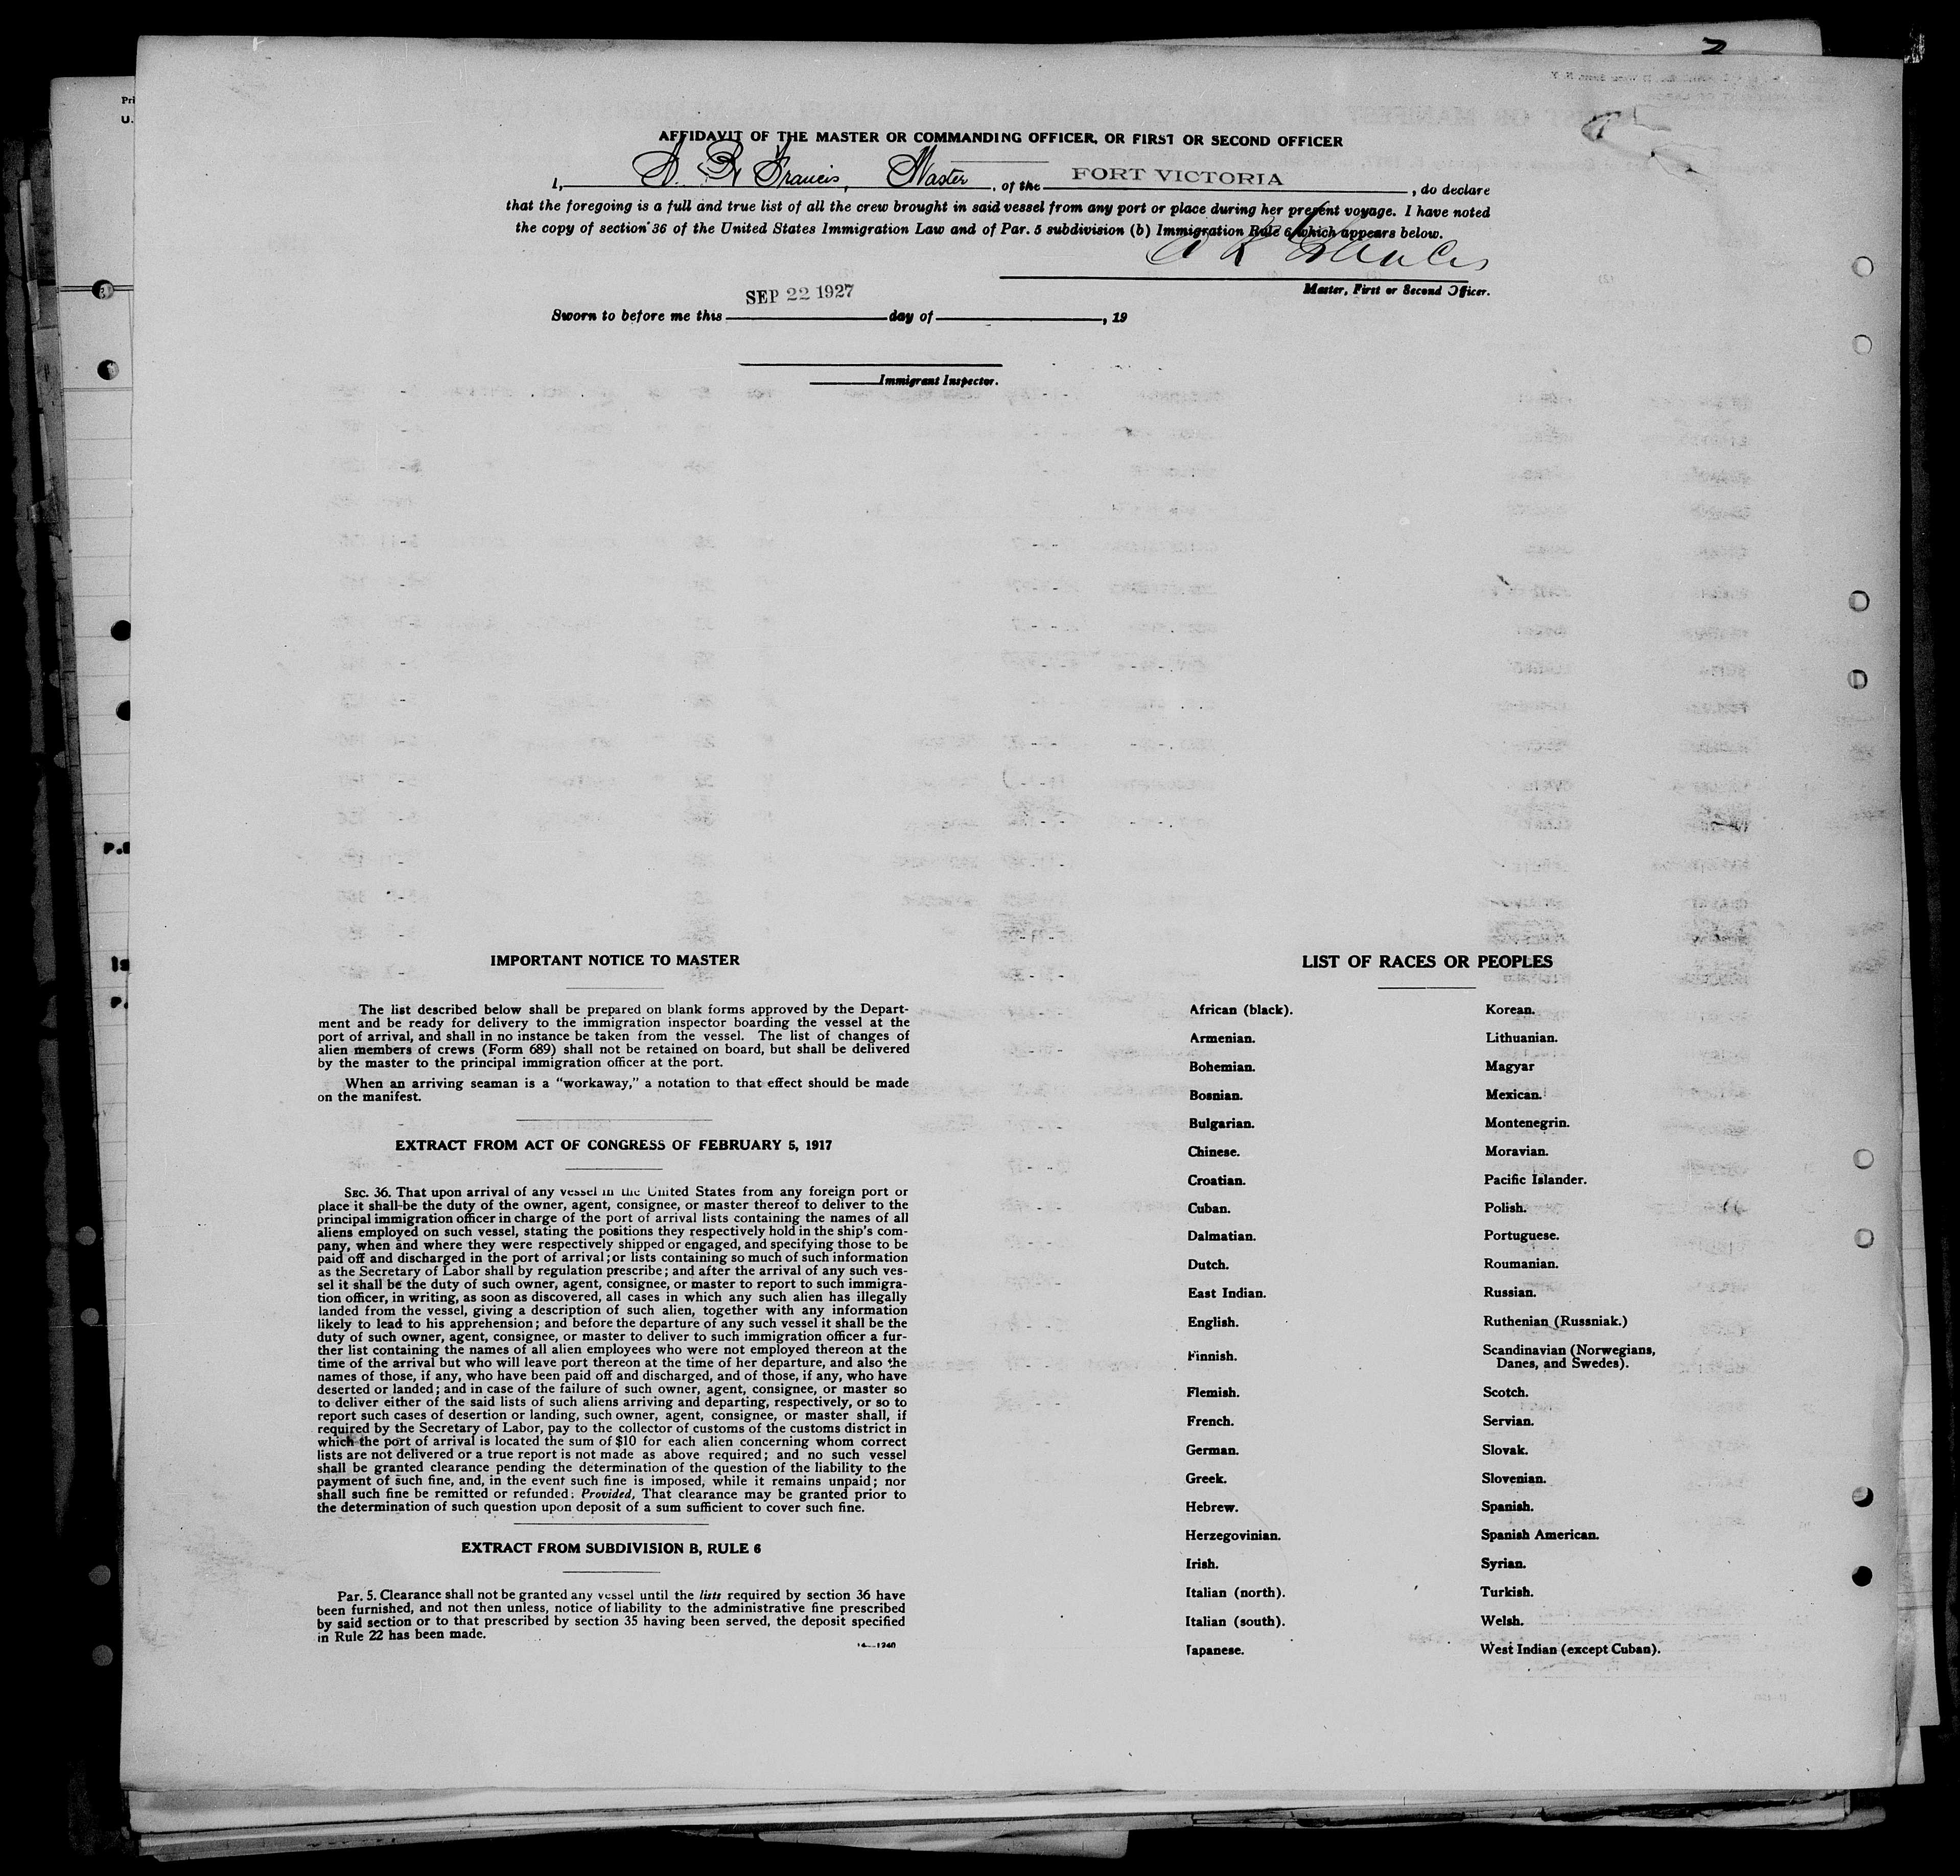 AFFIDAVIT OF THE MASTER OR COMMANDING OFFICER, OR FIRST OR SECOND OFFICER
I, A. R. Francis, Master, of the FORT VICTORIA, do declare
that the foregoing is a full and true list of all the crew brought in said vessel from any port or place during her present voyage. I have noted
the copy of section 36 of the United States Immigration Law and of Par. 5 subdivision (b) Immigration Rule 6 which appears below.
A R Francis
Master, First or Second Officer.
SEP 22 1927
Sworn to before me this day of , 19
Immigrant Inspector.
IMPORTANT NOTICE TO MASTER
The list described below shall be prepared on blank forms approved by the Depart-
ment and be ready for delivery to the immigration inspector boarding the vessel at the
port of arrival, and shall in no instance be taken from the vessel. The list of changes of
alien members of crews (Form 689) shall not be retained on board, but shall be delivered
by the master to the principal immigration officer at the port.
When an arriving seaman is a "workaway," a notation to that effect should be made
on the manifest.
EXTRACT FROM ACT OF CONGRESS OF FEBRUARY 5, 1917
SEC. 36. That upon arrival of any vessel in the United States from any foreign port or
place it shall be the duty of the owner, agent, consignee, or master thereof to deliver to the
principal immigration officer in charge of the port of arrival lists containing the names of all
aliens employed on such vessel, stating the positions they respectively hold in the ship's com-
pany, when and where they were respectively shipped or engaged, and specifying those to be
paid off and discharged in the port of arrival; or lists containing so much of such information
as the Secretary of Labor shall by regulation prescribe; and after the arrival of any such ves-
sel it shall be the duty of such owner, agent, consignee, or master to report to such immigra-
tion officer, in writing, as soon as discovered, all cases in which any such alien has illegally
landed from the vessel, giving a description of such alien, together with any information
likely to lead to his apprehension; and before the departure of any such vessel it shall be the
duty of such owner, agent, consignee, or master to deliver to such immigration officer a fur-
ther list containing the names of all alien employees who were not employed thereon at the
time of the arrival but who will leave port thereon at the time of her departure, and also the
names of those, if any, who have been paid off and discharged, and of those, if any, who have
deserted or landed; and in case of the failure of such owner, agent, consignee, or master so
to deliver either of the said lists of such aliens arriving and departing, respectively, or so to
report such cases of desertion or landing, such owner, agent, consignee, or master shall, if
required by the Secretary of Labor, pay to the collector of customs of the customs district in
which the port of arrival is located the sum of $10 for each alien concerning whom correct
lists are not delivered or a true report is not made as above required; and no such vessel
shall be granted clearance pending the determination of the question of the liability to the
payment of such fine, and, in the event such fine is imposed, while it remains unpaid; nor
shall such fine be remitted or refunded: Provided, That clearance may be granted prior to
the determination of such question upon deposit of a sum sufficient to cover such fine.
EXTRACT FROM SUBDIVISION B, RULE 6
Par. 5. Clearance shall not be granted any vessel until the lists required by section 36 have
been furnished, and not then unless, notice of liability to the administrative fine prescribed
by said section or to that prescribed by section 35 having been served, the deposit specified
in Rule 22 has been made.
14—1240
LIST OF RACES OR PEOPLES
African (black).
Armenian.
Bohemian.
Bosnian.
Bulgarian.
Chinese.
Croatian.
Cuban.
Dalmatian.
Dutch.
East Indian.
English.
Finnish.
Flemish.
French.
German.
Greek.
Hebrew.
Herzegovinian.
Irish.
Italian (north).
Italian (south).
Japanese.
Korean.
Lithuanian.
Magyar
Mexican.
Montenegrin.
Moravian.
Pacific Islander.
Polish.
Portuguese.
Roumanian.
Russian.
Ruthenian (Russniak.)
Scandinavian (Norwegians,
Danes, and Swedes).
Scotch.
Servian.
Slovak.
Slovenian.
Spanish.
Spanish American.
Syrian.
Turkish.
Welsh.
West Indian (except Cuban).